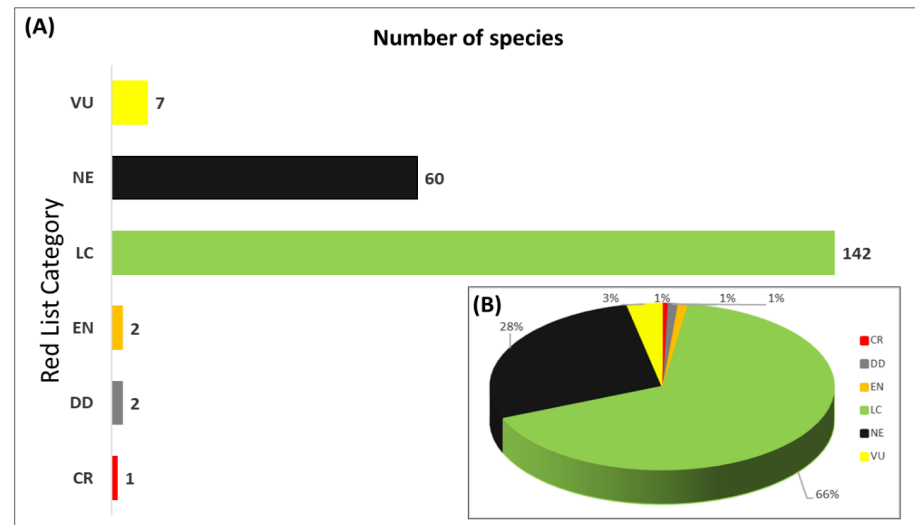 (A)
Number of species
Red List Category
VU
7
NE
60
LC
142
EN
2
DD
2
CR
1
(B)
3%
1%
1%
1%
28%
66%
CR
DD
EN
LC
NE
VU